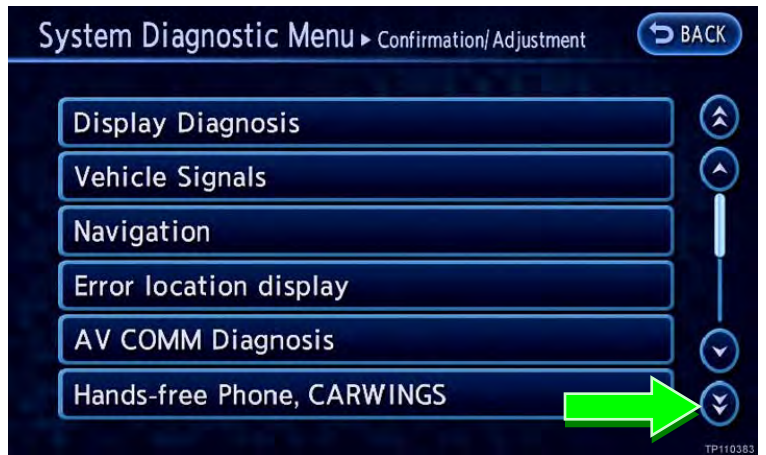 System Diagnostic Menu ▸ Confirmation/Adjustment
BACK
Display Diagnosis
Vehicle Signals
Navigation
Error location display
AV COMM Diagnosis
Hands-free Phone, CARWINGS
TP110383